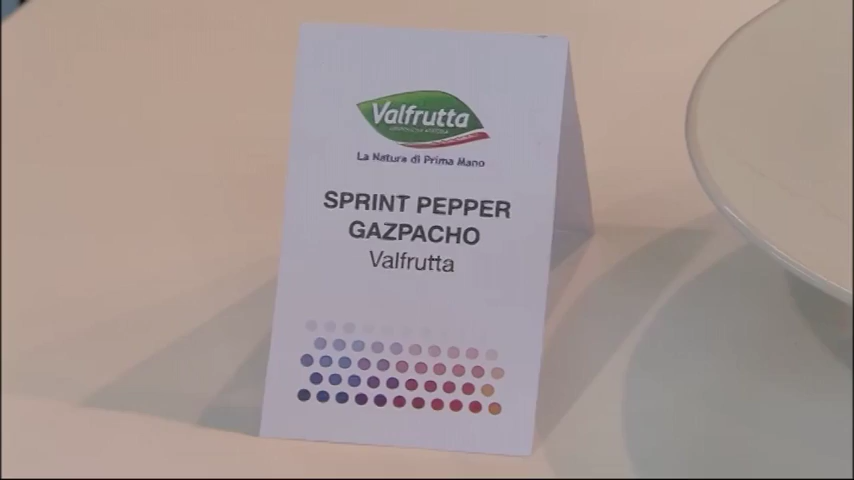 Valfrutta
La Natura di Prima Mano
SPRINT PEPPER
GAZPACHO
Valfrutta